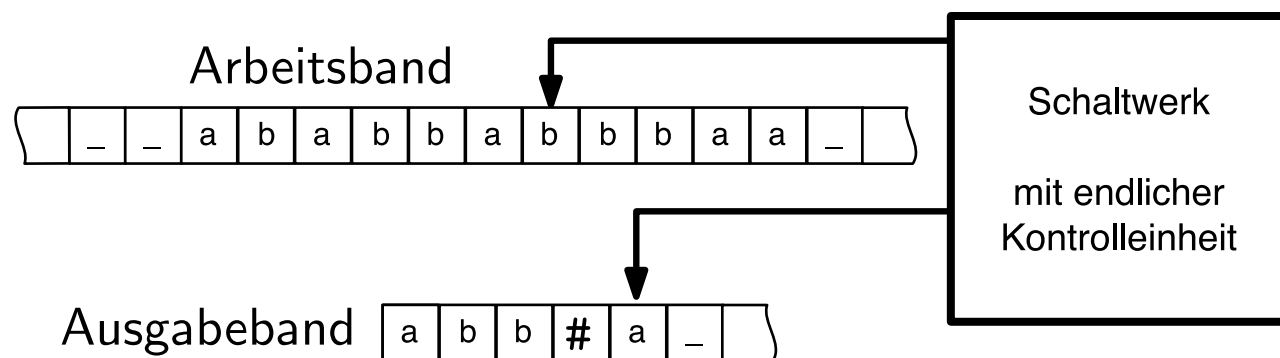 Arbeitsband
_ _ a b a b b a b b b a a _
Schaltwerk
mit endlicher
Kontrolleinheit
Ausgabeband
a b b # a _